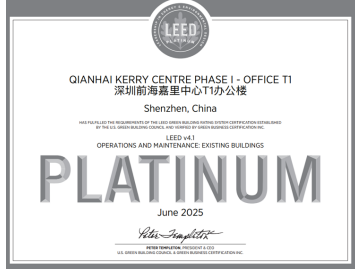 LEED
PLATINUM
QIANHAI KERRY CENTRE PHASE I - OFFICE T1
深圳前海嘉里中心T1办公楼
Shenzhen, China
HAS FULFILLED THE REQUIREMENTS OF THE LEED GREEN BUILDING RATING SYSTEM CERTIFICATION ESTABLISHED
BY THE U.S. GREEN BUILDING COUNCIL AND VERIFIED BY GREEN BUSINESS CERTIFICATION INC.
LEED v4.1
OPERATIONS AND MAINTENANCE: EXISTING BUILDINGS
PLATINUM
June 2025
Peter Templeton
PETER TEMPLETON, PRESIDENT & CEO
U.S. GREEN BUILDING COUNCIL & GREEN BUSINESS CERTIFICATION INC.